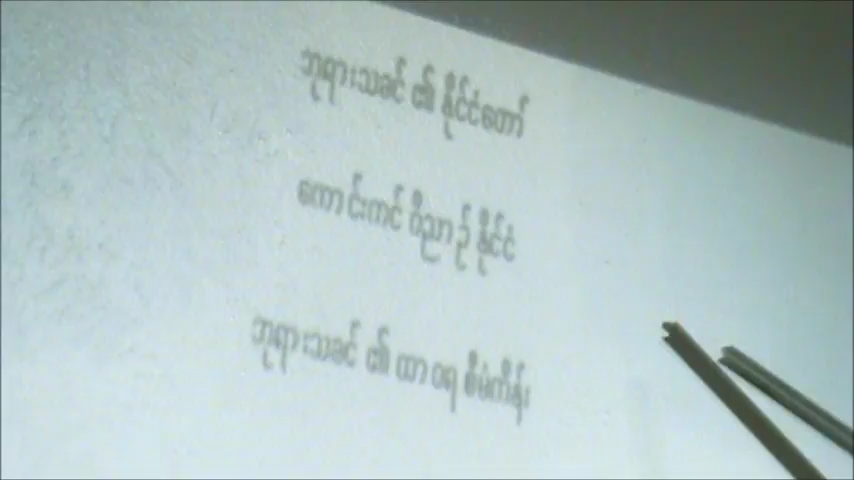 ဘုရားသခင် ၏ နိုင်ငံတော်
ကောင်းကင် ဝိညာဉ် နိုင်ငံ
ဘုရားသခင် ၏ ထာဝရ စီမံကိန်း